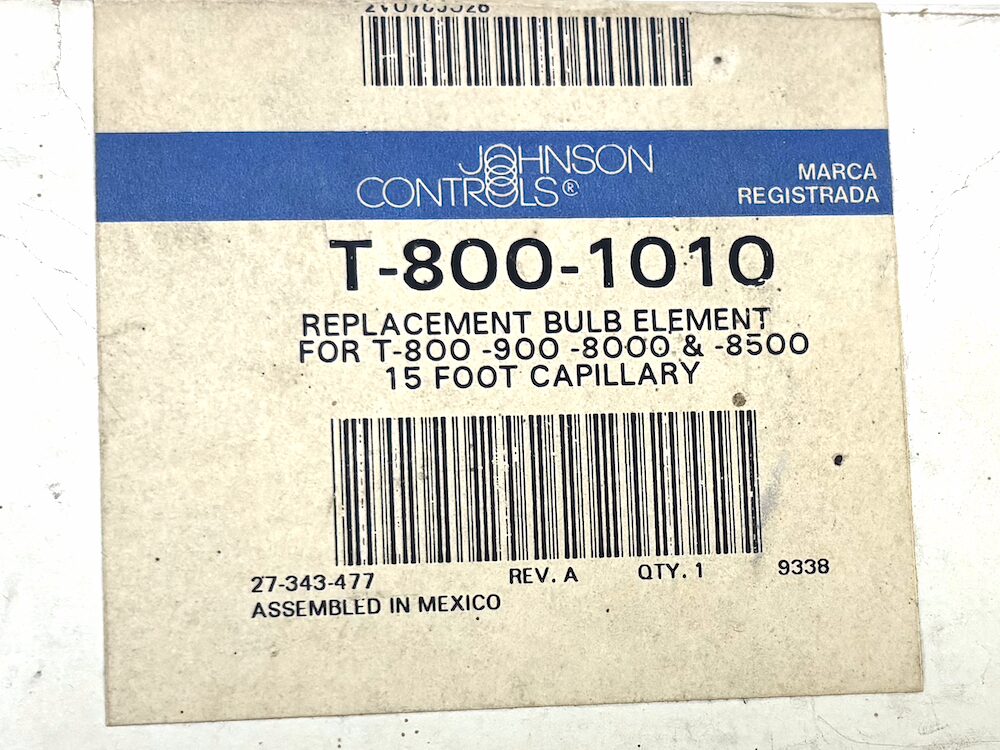 JOHNSON
CONTROLS®
MARCA
REGISTRADA
T-800-1010
REPLACEMENT BULB ELEMENT
FOR T-800 -900 -8000 & -8500
15 FOOT CAPILLARY
27-343-477
REV. A
QTY. 1
9338
ASSEMBLED IN MEXICO